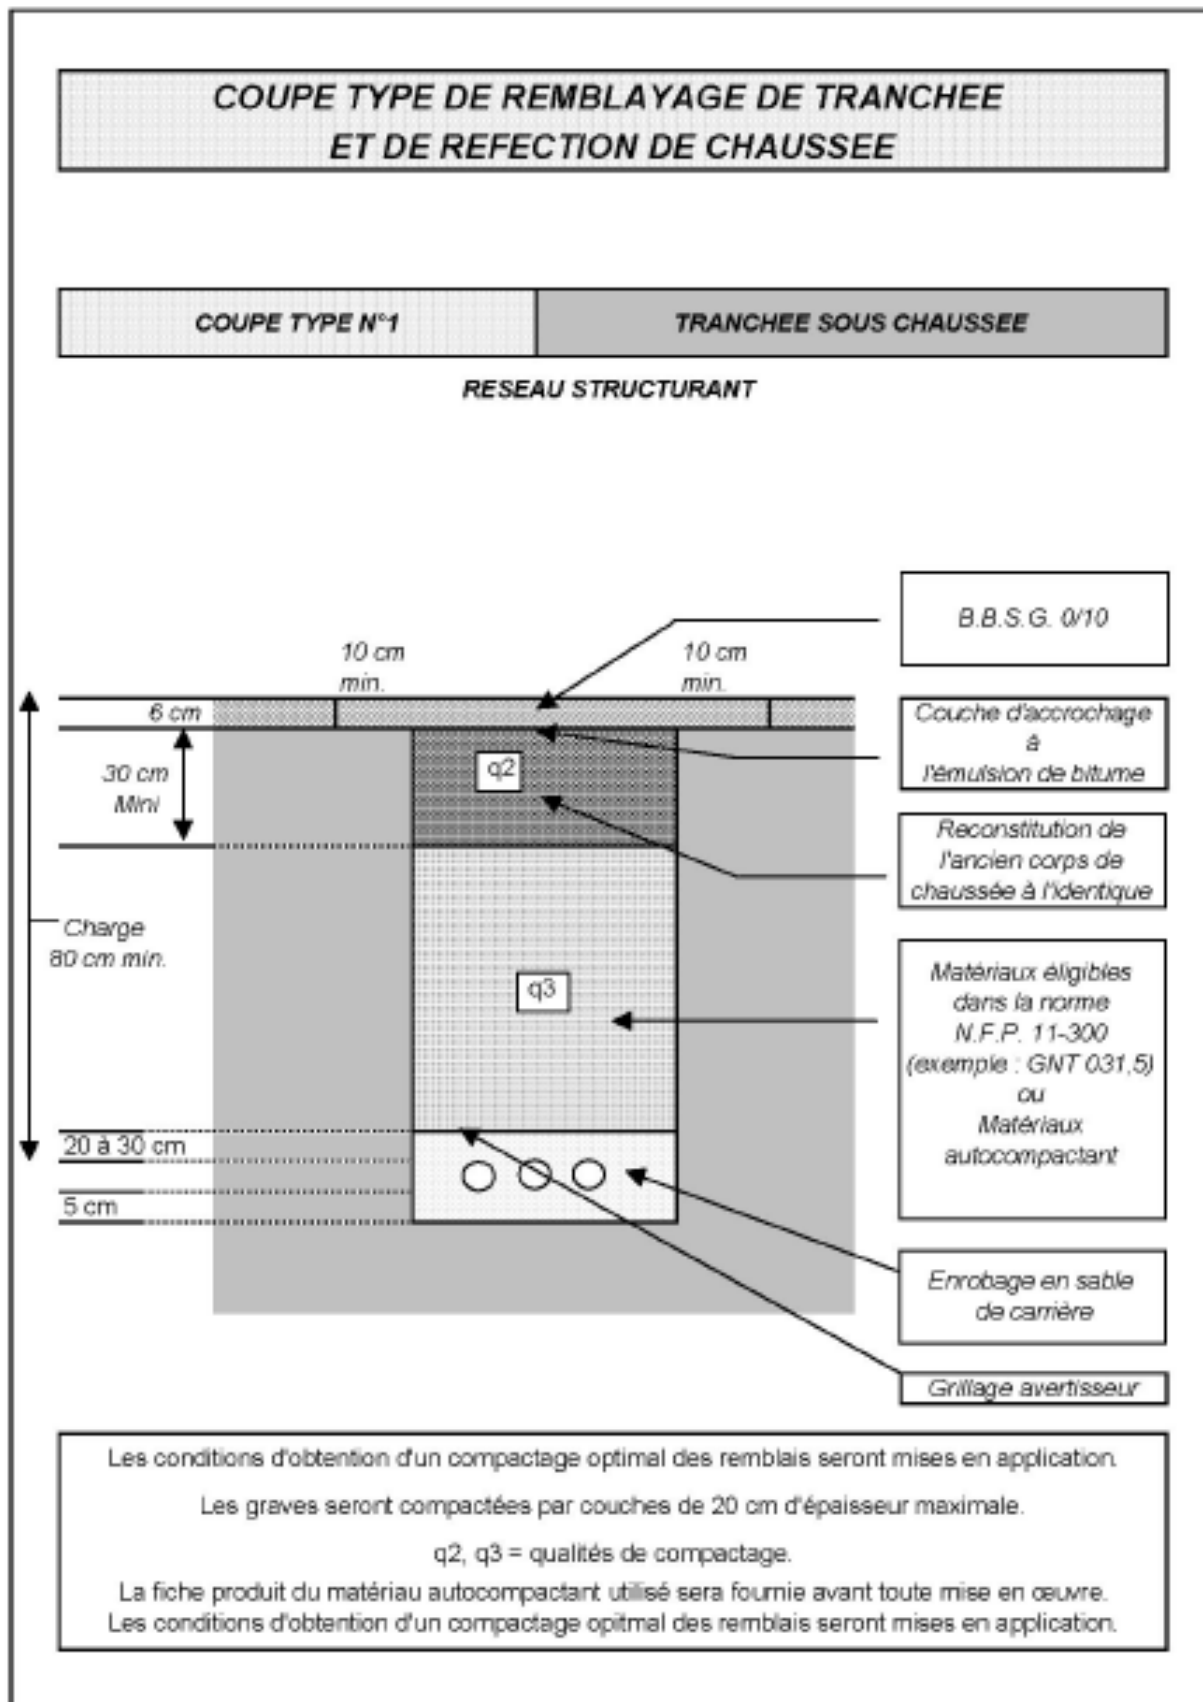 COUPE TYPE DE REMBLAYAGE DE TRANCHEE
ET DE REFECTION DE CHAUSSEE
COUPE TYPE N°1
TRANCHEE SOUS CHAUSSEE
RESEAU STRUCTURANT
B.B.S.G. 0/10
10 cm
min.
10 cm
min.
6 cm
Couche d'accrochage
à
l'émulsion de bitume
q2
30 cm
Mini
Reconstitution de
l'ancien corps de
chaussée à l'identique
Charge
80 cm min.
q3
Matériaux éligibles
dans la norme
N.F.P. 11-300
(exemple : GNT 031,5)
ou
Matériaux
autocompactant
20 à 30 cm
5 cm
Enrobage en sable
de carrière
Grillage avertisseur
Les conditions d'obtention d'un compactage optimal des remblais seront mises en application.
Les graves seront compactées par couches de 20 cm d'épaisseur maximale.
q2, q3 = qualités de compactage.
La fiche produit du matériau autocompactant utilisé sera fournie avant toute mise en œuvre.
Les conditions d'obtention d'un compactage opitmal des remblais seront mises en application.